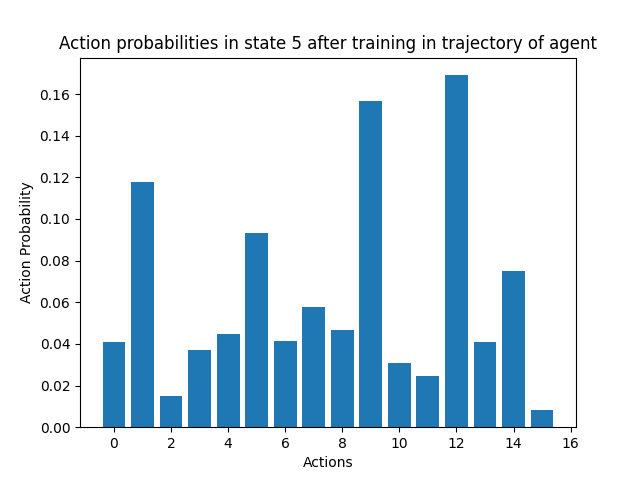 Action probabilities in state 5 after training in trajectory of agent
0.16
0.14
0.12
0.10
0.08
0.06
0.04
0.02
0.00
Action Probability
0 2 4 6 8 10 12 14 16
Actions